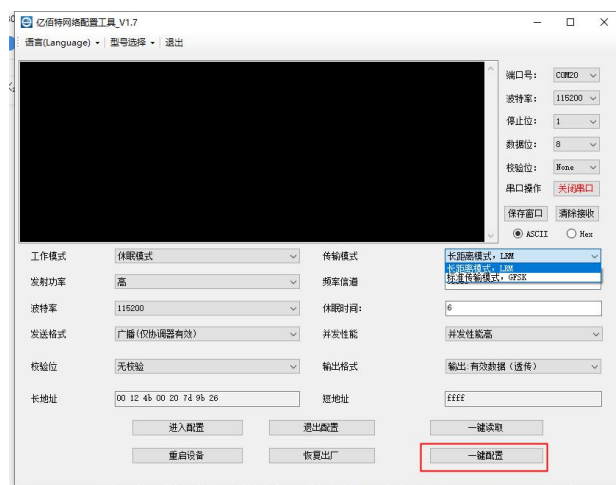 亿佰特网络配置工具_V1.7
语言(Language) 型号选择 退出
端口号: COM20
波特率: 115200
停止位: 1
数据位: 8
校验位: None
串口操作 关闭串口
保存窗口 清除接收
ASCII Hex
工作模式 休眠模式 传输模式 长距离模式，LRM
长距离模式，LRM
标准传输模式，GFSK
发射功率 高 频率信道
波特率 115200 休眠时间: 6
发送格式 广播(仅协调器有效) 并发性能 并发性能高
校验位 无校验 输出格式 输出:有效数据（透传）
长地址 00 12 4b 00 20 7d 9b 26 短地址 ffff
进入配置 退出配置 一键读取
重启设备 恢复出厂 一键配置